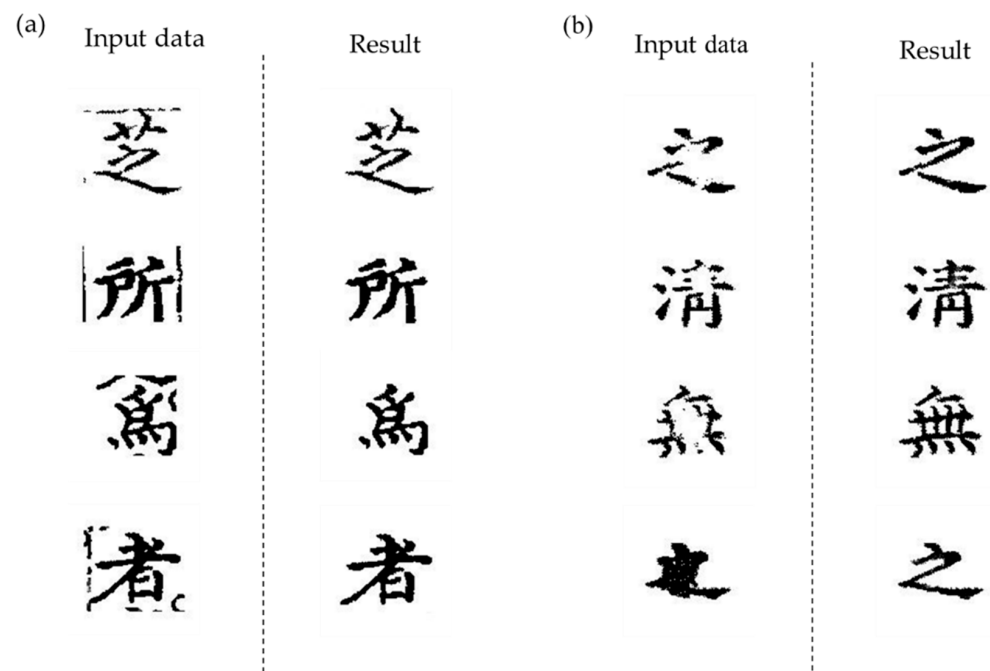 (a) Input data Result (b) Input data Result
芝 芝 之 之
所 所 淸 淸
爲 爲 無 無
者 者 之